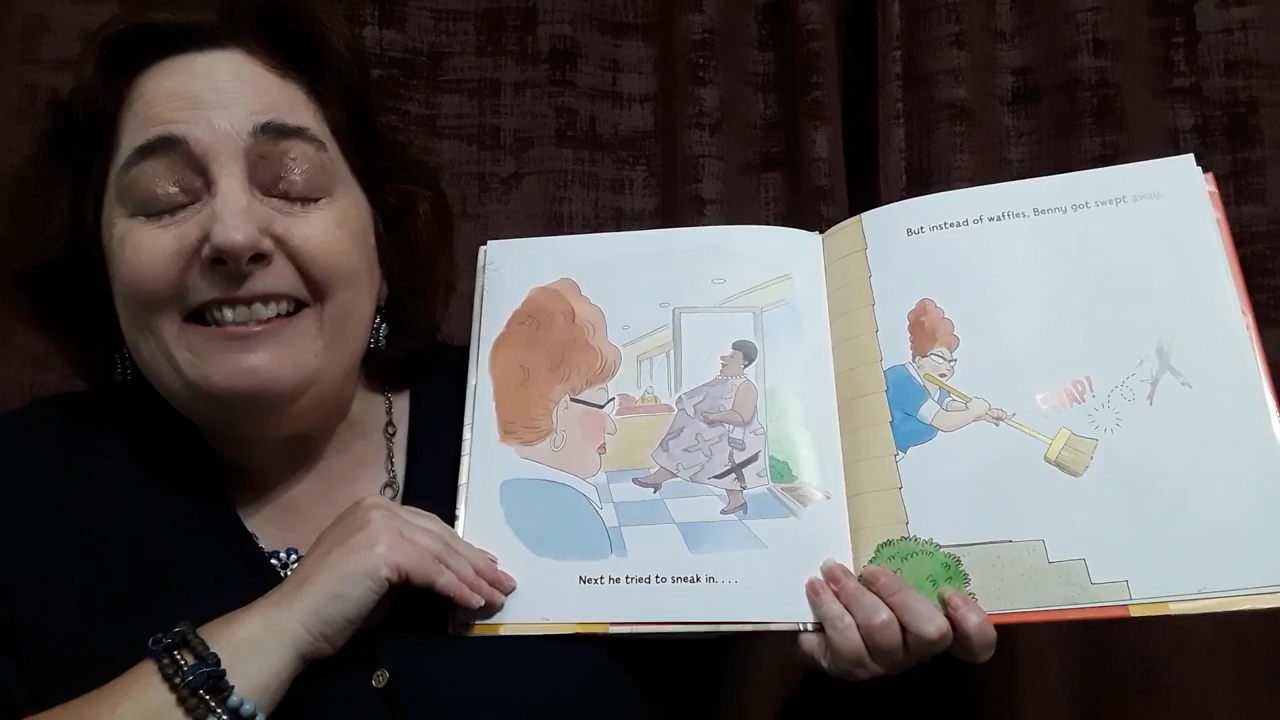 Next he tried to sneak in....
But instead of waffles, Benny got swept away.
SWAP!